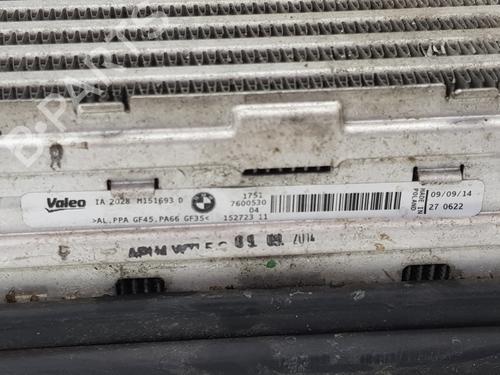 B-PARTS
Valeo IA 2028 M151693 D 1751 09/09/14
7600530 MADE IN
04 POLAND
>AL.PPA GF45.PA66 GF35< 152723 11 27 0622
2014